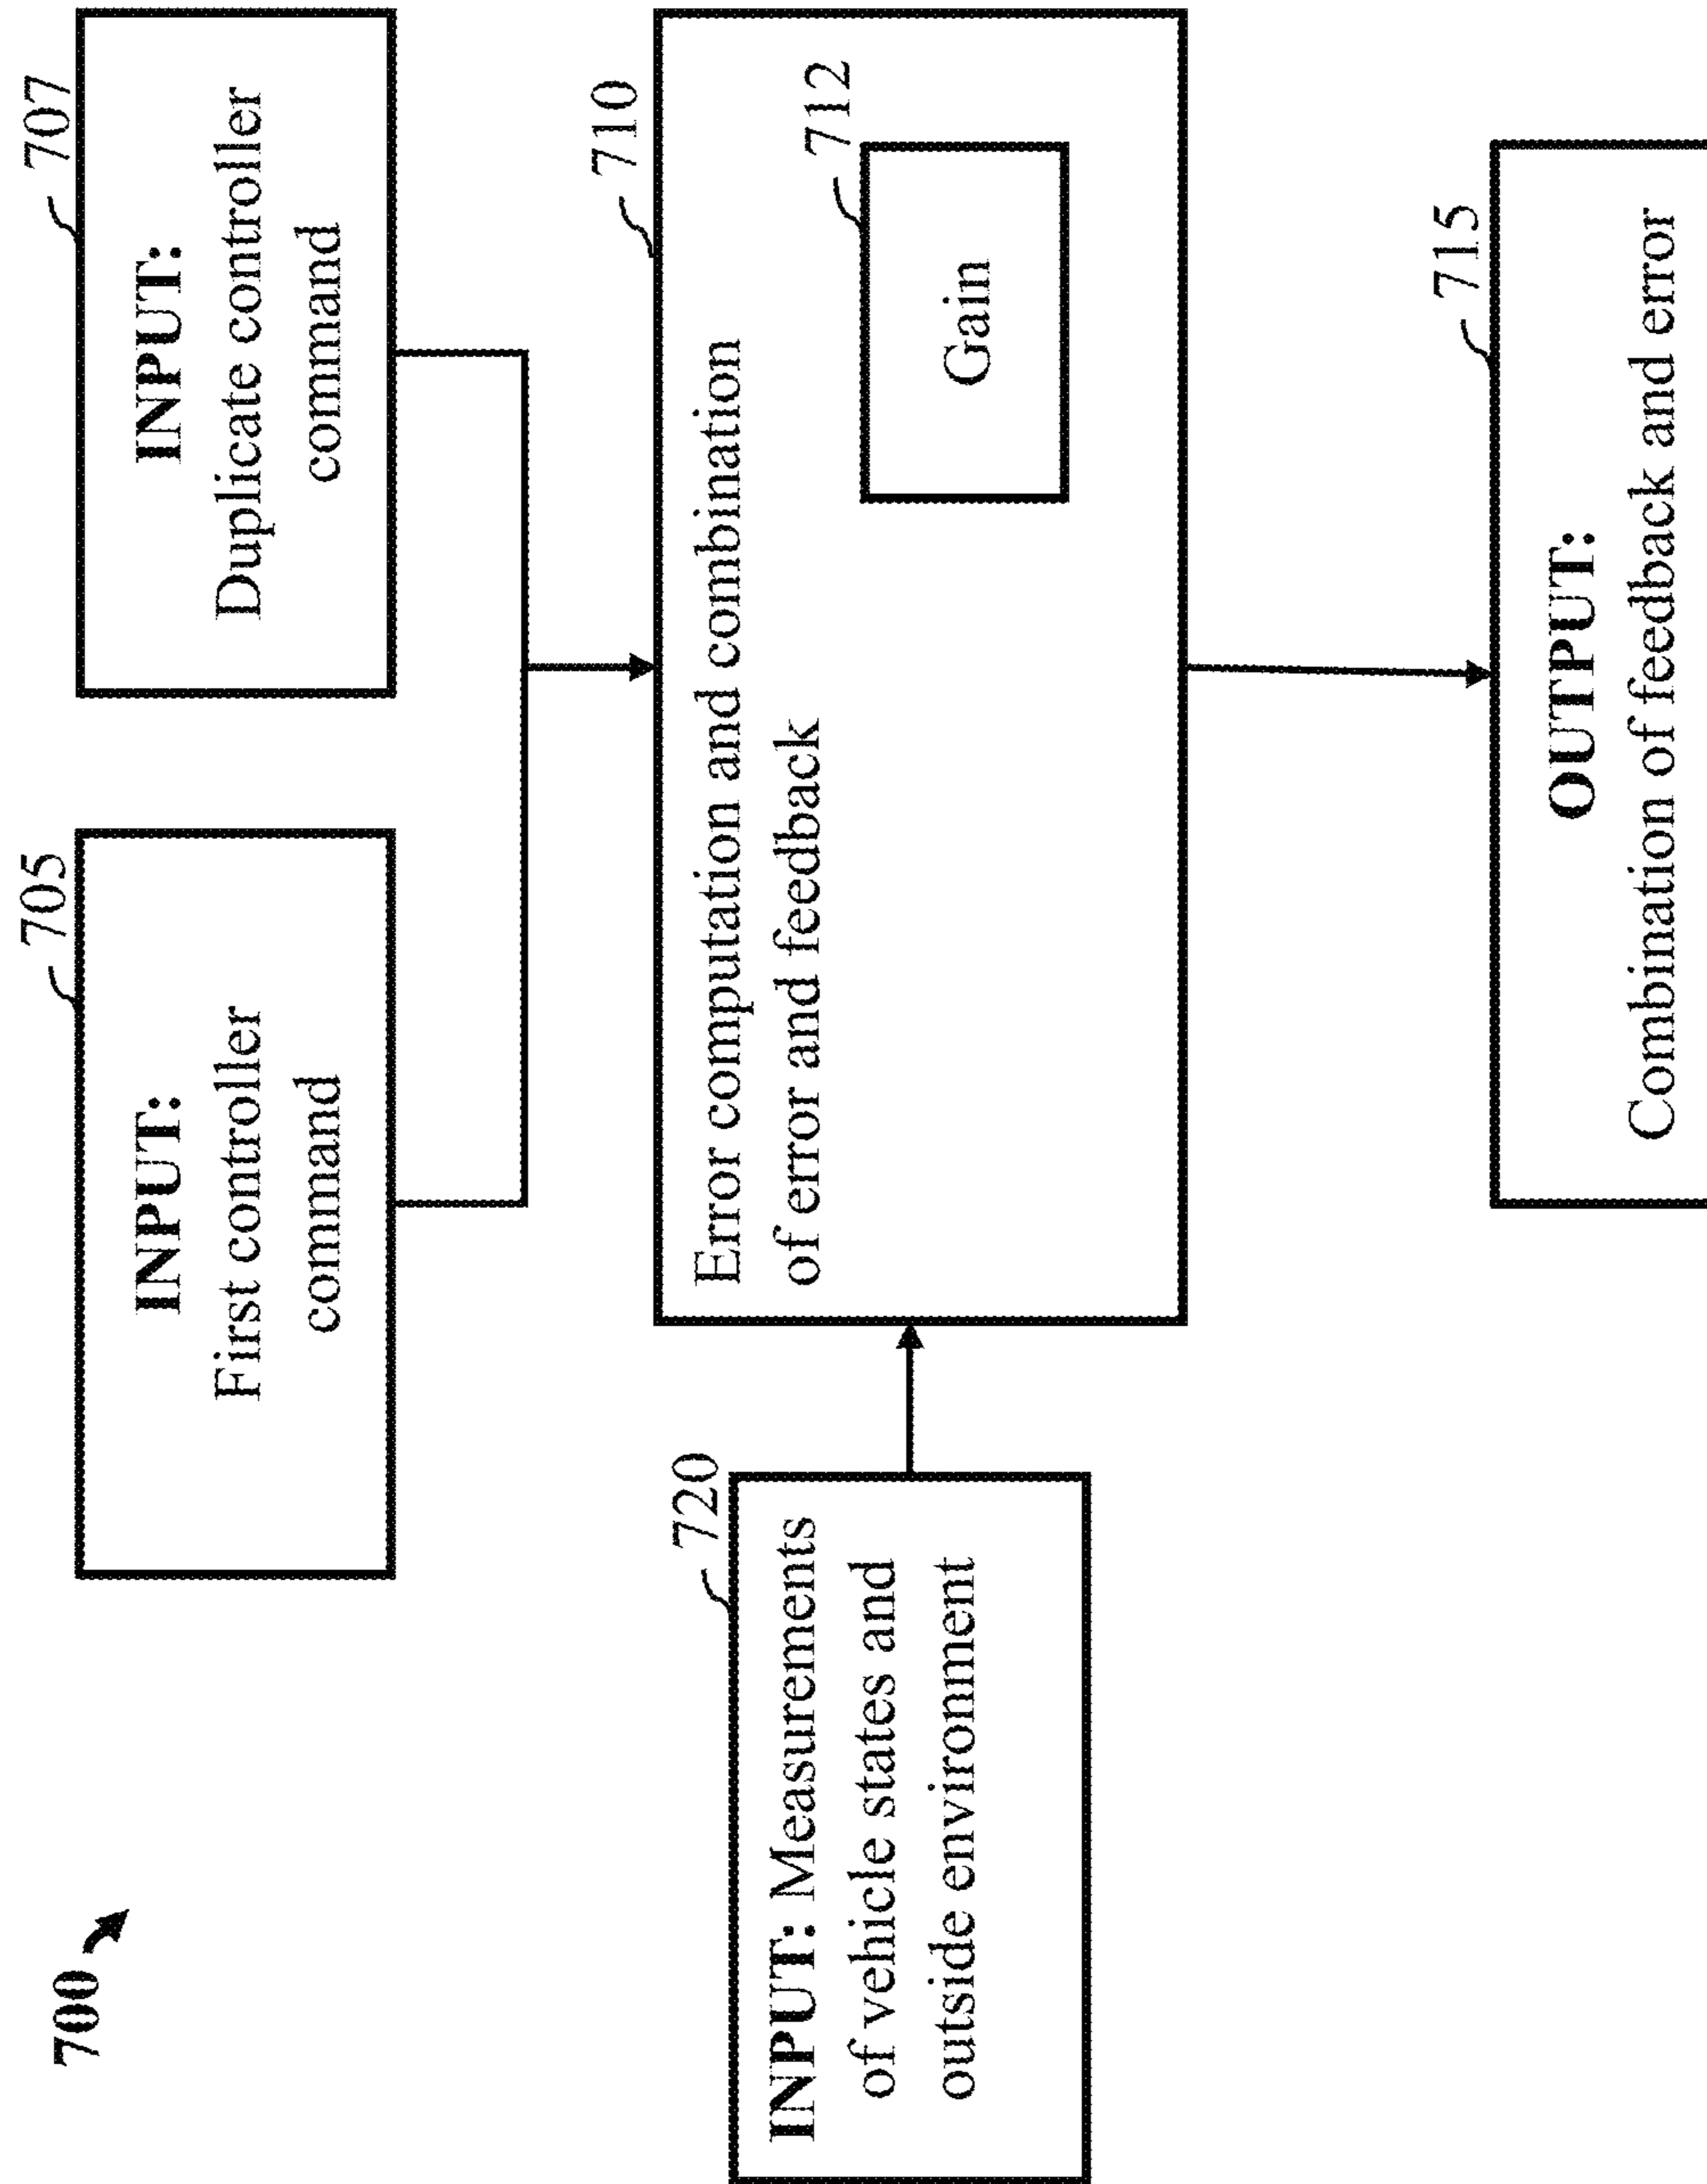 700
705
INPUT:
First controller
command
707
INPUT:
Duplicate controller
command
720
INPUT: Measurements
of vehicle states and
outside environment
710
Error computation and combination
of error and feedback
712
Gain
715
OUTPUT:
Combination of feedback and error